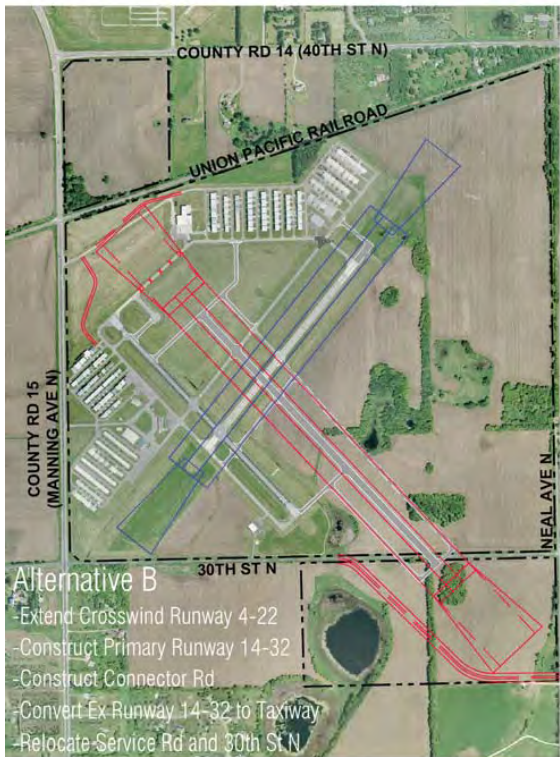 COUNTY RD 14 (40TH ST N)
UNION PACIFIC RAILROAD
COUNTY RD 15
(MANNING AVE N)
NEAL AVE N
30TH ST N
Alternative B
-Extend Crosswind Runway 4-22
-Construct Primary Runway 14-32
-Construct Connector Rd
-Convert Ex Runway 14-32 to Taxiway
-Relocate Service Rd and 30th St N